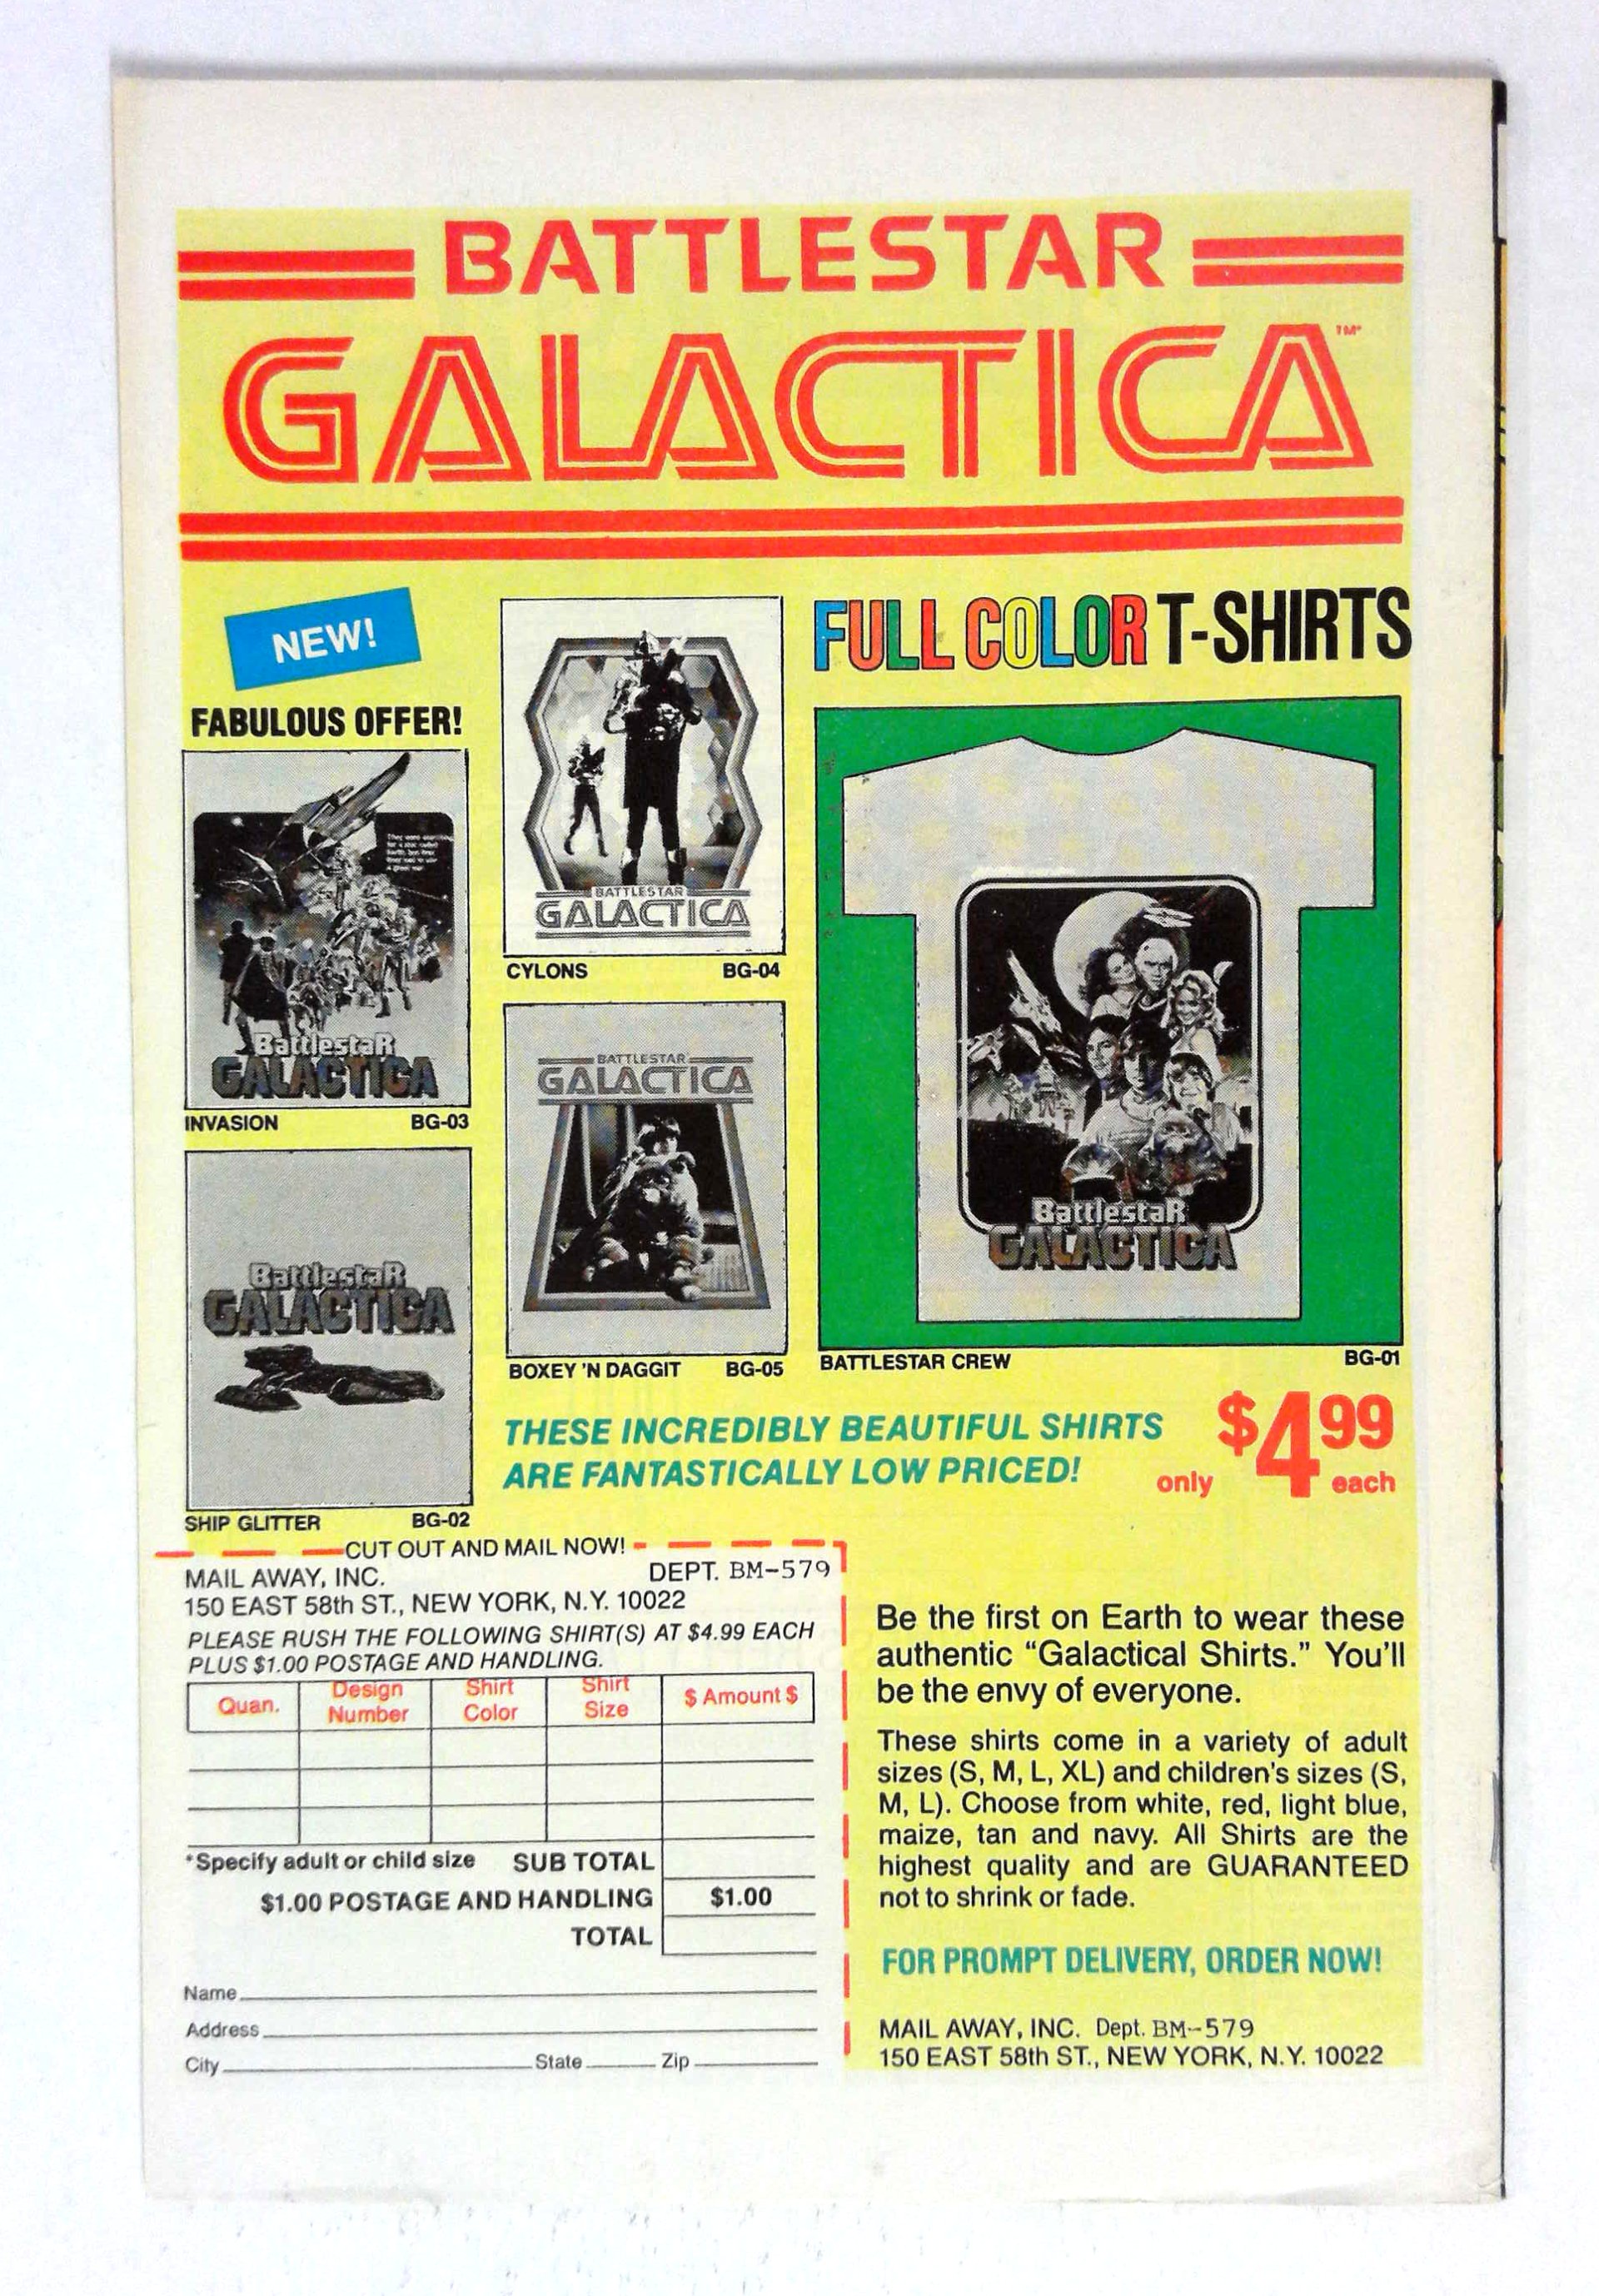 BATTLESTAR
GALACTICA™
NEW!
FABULOUS OFFER!
FULL COLOR T-SHIRTS
BattlestaR
GALACTICA
INVASION BG-03
BATTLESTAR
GALACTICA
CYLONS BG-04
BattlestaR
GALACTICA
SHIP GLITTER BG-02
BATTLESTAR
GALACTICA
BOXEY 'N DAGGIT BG-05
BattlestaR
GALACTICA
BATTLESTAR CREW BG-01
THESE INCREDIBLY BEAUTIFUL SHIRTS
ARE FANTASTICALLY LOW PRICED!
only $4.99 each
CUT OUT AND MAIL NOW!
MAIL AWAY, INC. DEPT. BM-579
150 EAST 58th ST., NEW YORK, N.Y. 10022
PLEASE RUSH THE FOLLOWING SHIRT(S) AT $4.99 EACH
PLUS $1.00 POSTAGE AND HANDLING.
Quan. Design Number Shirt Color Shirt Size $ Amount $
*Specify adult or child size SUB TOTAL
$1.00 POSTAGE AND HANDLING $1.00
TOTAL
Name
Address
City State Zip
Be the first on Earth to wear these
authentic “Galactical Shirts.” You'll
be the envy of everyone.
These shirts come in a variety of adult
sizes (S, M, L, XL) and children's sizes (S,
M, L). Choose from white, red, light blue,
maize, tan and navy. All Shirts are the
highest quality and are GUARANTEED
not to shrink or fade.
FOR PROMPT DELIVERY, ORDER NOW!
MAIL AWAY, INC. Dept. BM-579
150 EAST 58th ST., NEW YORK, N.Y. 10022